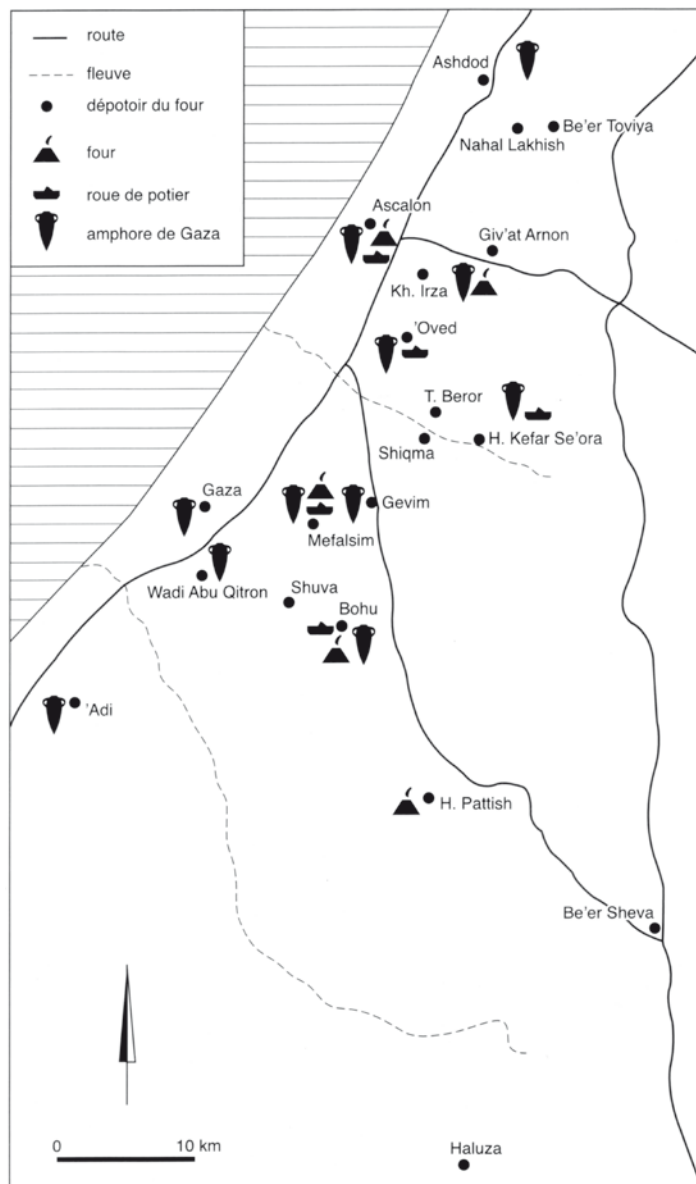 route
fleuve
dépotoir du four
four
roue de potier
amphore de Gaza
Ashdod
Be'er Toviya
Nahal Lakhish
Ascalon
Giv'at Arnon
Kh. Irza
'Oved
T. Beror
H. Kefar Se'ora
Shiqma
Gaza
Gevim
Mefalsim
Wadi Abu Qitron
Shuva
Bohu
'Adi
H. Pattish
Be'er Sheva
0 10 km
Haluza